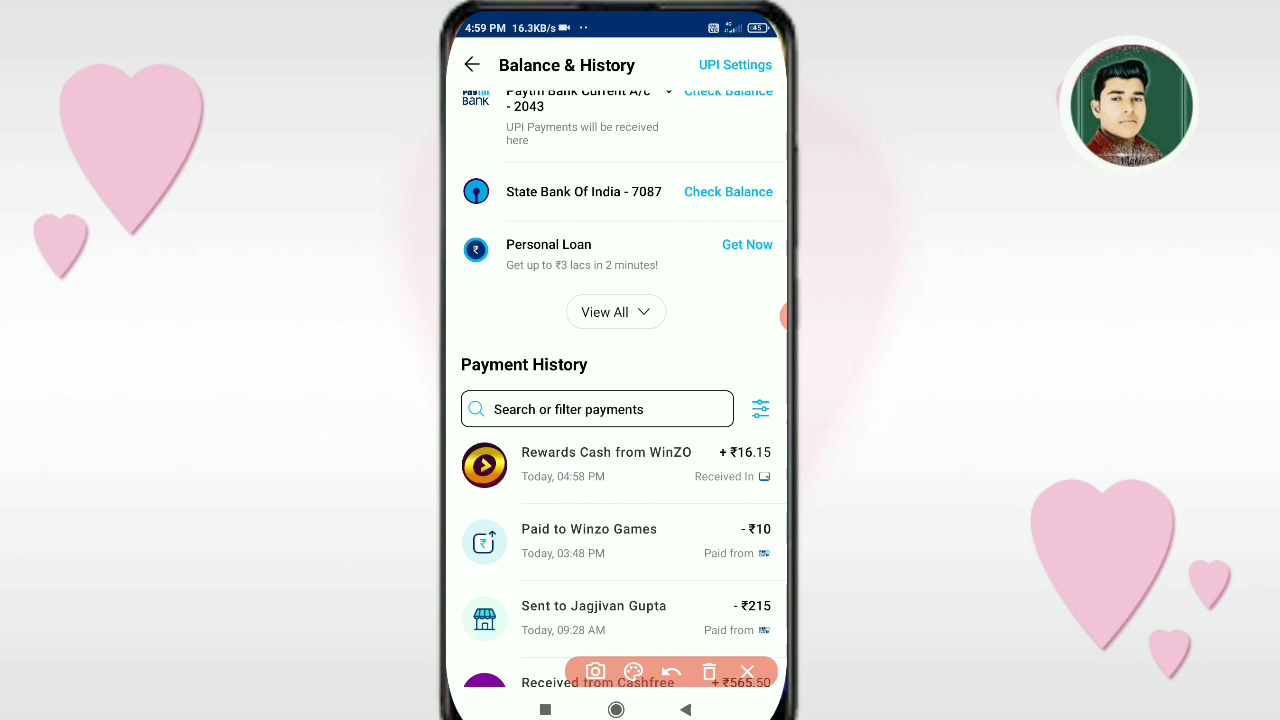 4:59 PM 16.3KB/s
45
Balance & History
UPI Settings
Paytm Bank Current A/c
- 2043
Check Balance
UPI Payments will be received
here
State Bank Of India - 7087
Check Balance
Personal Loan
Get Now
Get up to ₹3 lacs in 2 minutes!
View All
Payment History
Search or filter payments
Rewards Cash from WinZO
+ ₹16.15
Today, 04:58 PM
Received In
Paid to Winzo Games
- ₹10
Today, 03:48 PM
Paid from
Sent to Jagjivan Gupta
- ₹215
Today, 09:28 AM
Paid from
Received from Cashfree
+ ₹565.50